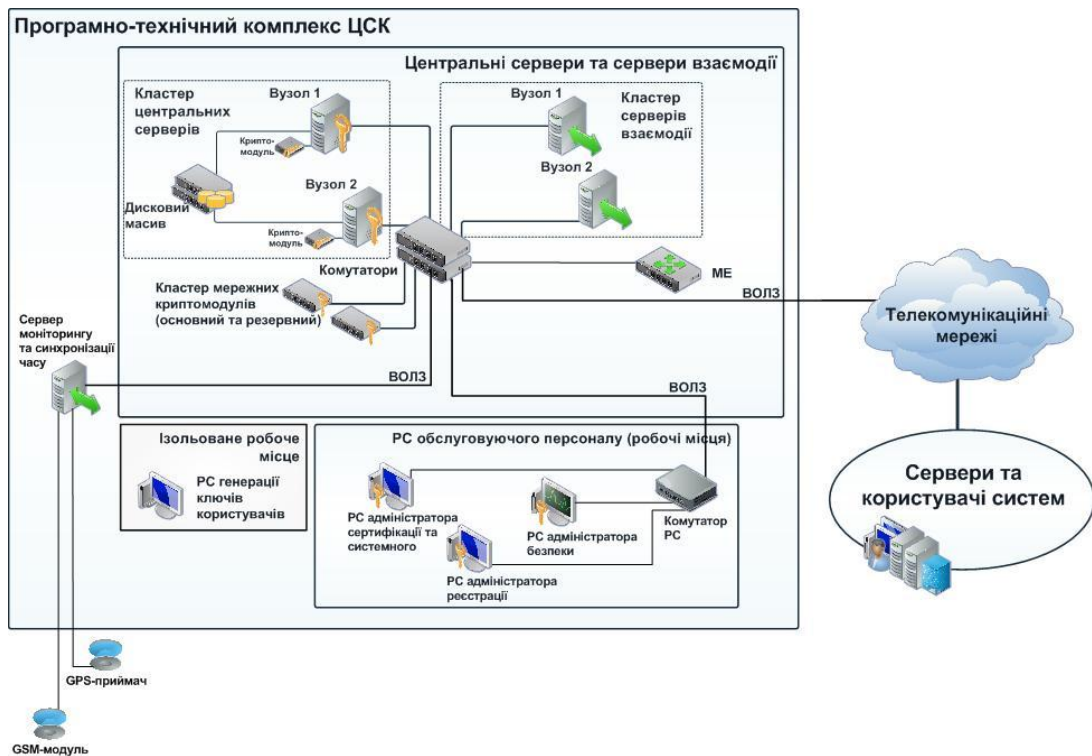 Програмно-технічний комплекс ЦСК
Центральні сервери та сервери взаємодії
Кластер
центральних
серверів
Вузол 1
Крипто-
модуль
Вузол 2
Крипто-
модуль
Дисковий
масив
Вузол 1
Кластер
серверів
взаємодії
Вузол 2
Комутатори
МЕ
ВОЛЗ
Кластер мережних
криптомодулів
(основний та резервний)
Телекомунікаційні
мережі
Сервер
моніторингу
та синхронізації
часу
ВОЛЗ
ВОЛЗ
Ізольоване робоче
місце
РС генерації
ключів
користувачів
РС обслуговуючого персоналу (робочі місця)
РС адміністратора
сертифікації та
системного
РС адміністратора
безпеки
Комутатор
РС
РС адміністратора
реєстрації
Сервери та
користувачі систем
GPS-приймач
GSM-модуль